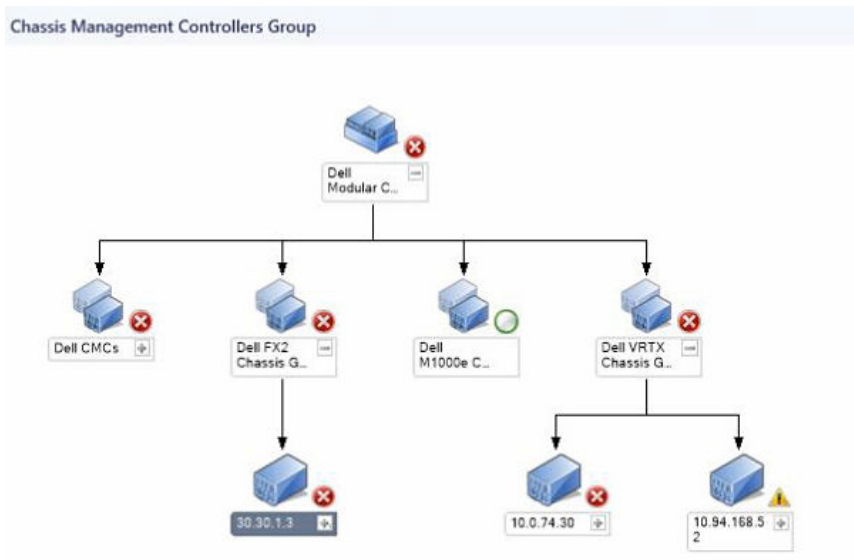 Chassis Management Controllers Group
Dell
Modular C...
Dell CMCs
Dell FX2
Chassis G...
Dell
M1000e C...
Dell VRTX
Chassis G...
30.30.1.3
10.0.74.30
10.94.168.5
2